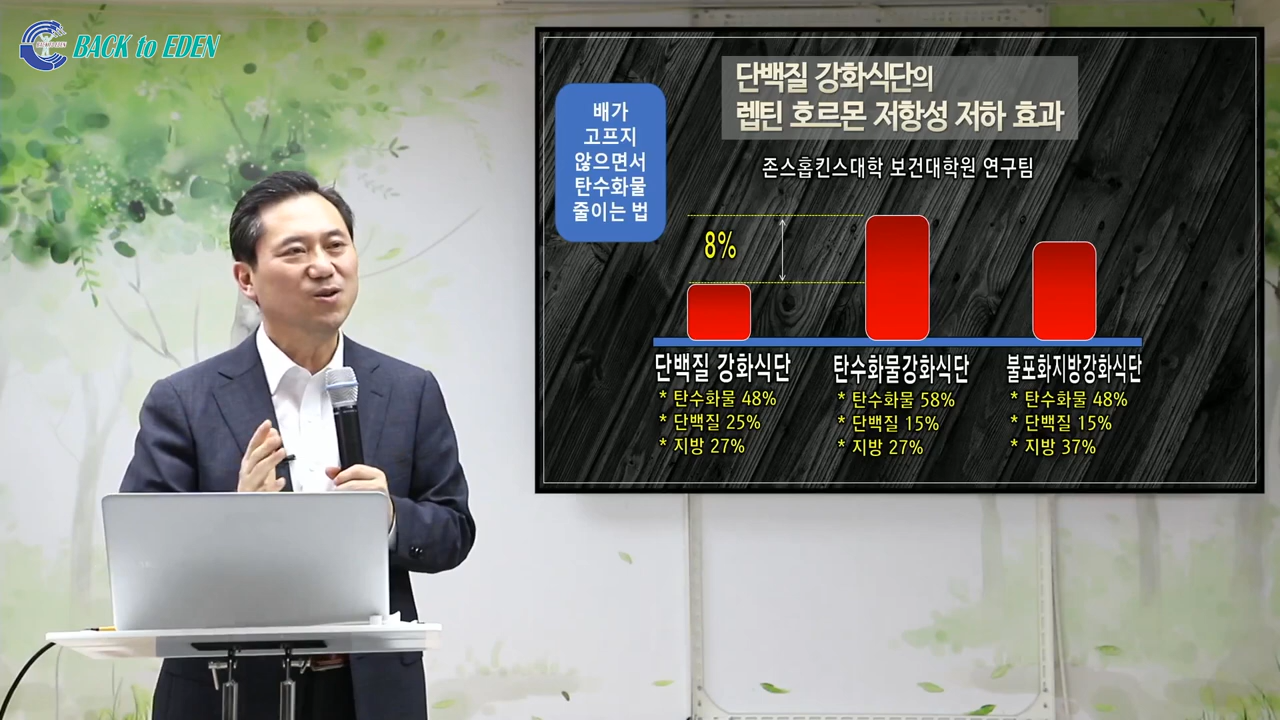 BACK to EDEN
배가
고프지
않으면서
탄수화물
줄이는 법
단백질 강화식단의
렙틴 호르몬 저항성 저하 효과
존스홉킨스대학 보건대학원 연구팀
8%
단백질 강화식단
* 탄수화물 48%
* 단백질 25%
* 지방 27%
탄수화물강화식단
* 탄수화물 58%
* 단백질 15%
* 지방 27%
불포화지방강화식단
* 탄수화물 48%
* 단백질 15%
* 지방 37%